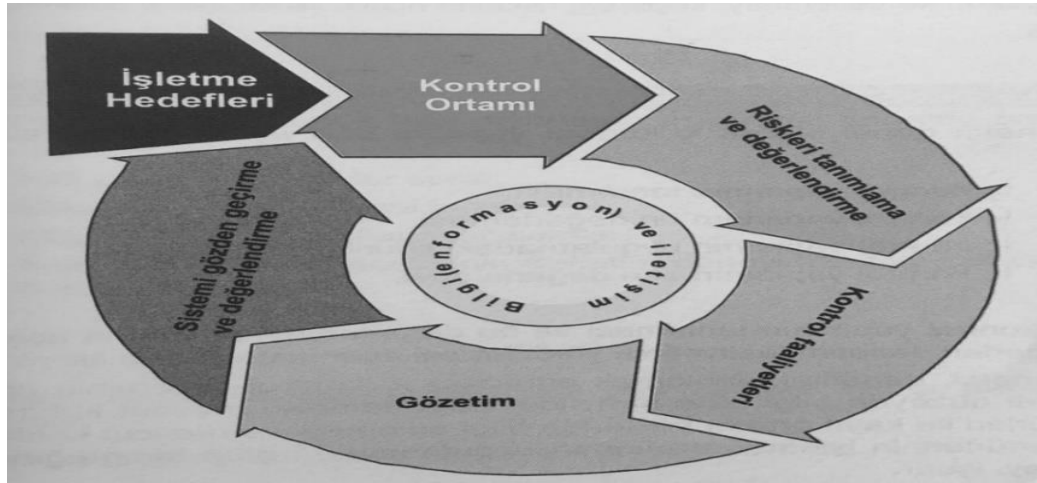 İşletme
Hedefleri
Kontrol
Ortamı
Riskleri tanımlama
ve değerlendirme
Kontrol faaliyetleri
Gözetim
Sistemi gözden geçirme
ve değerlendirme
Bilgi(enformasyon) ve iletişim